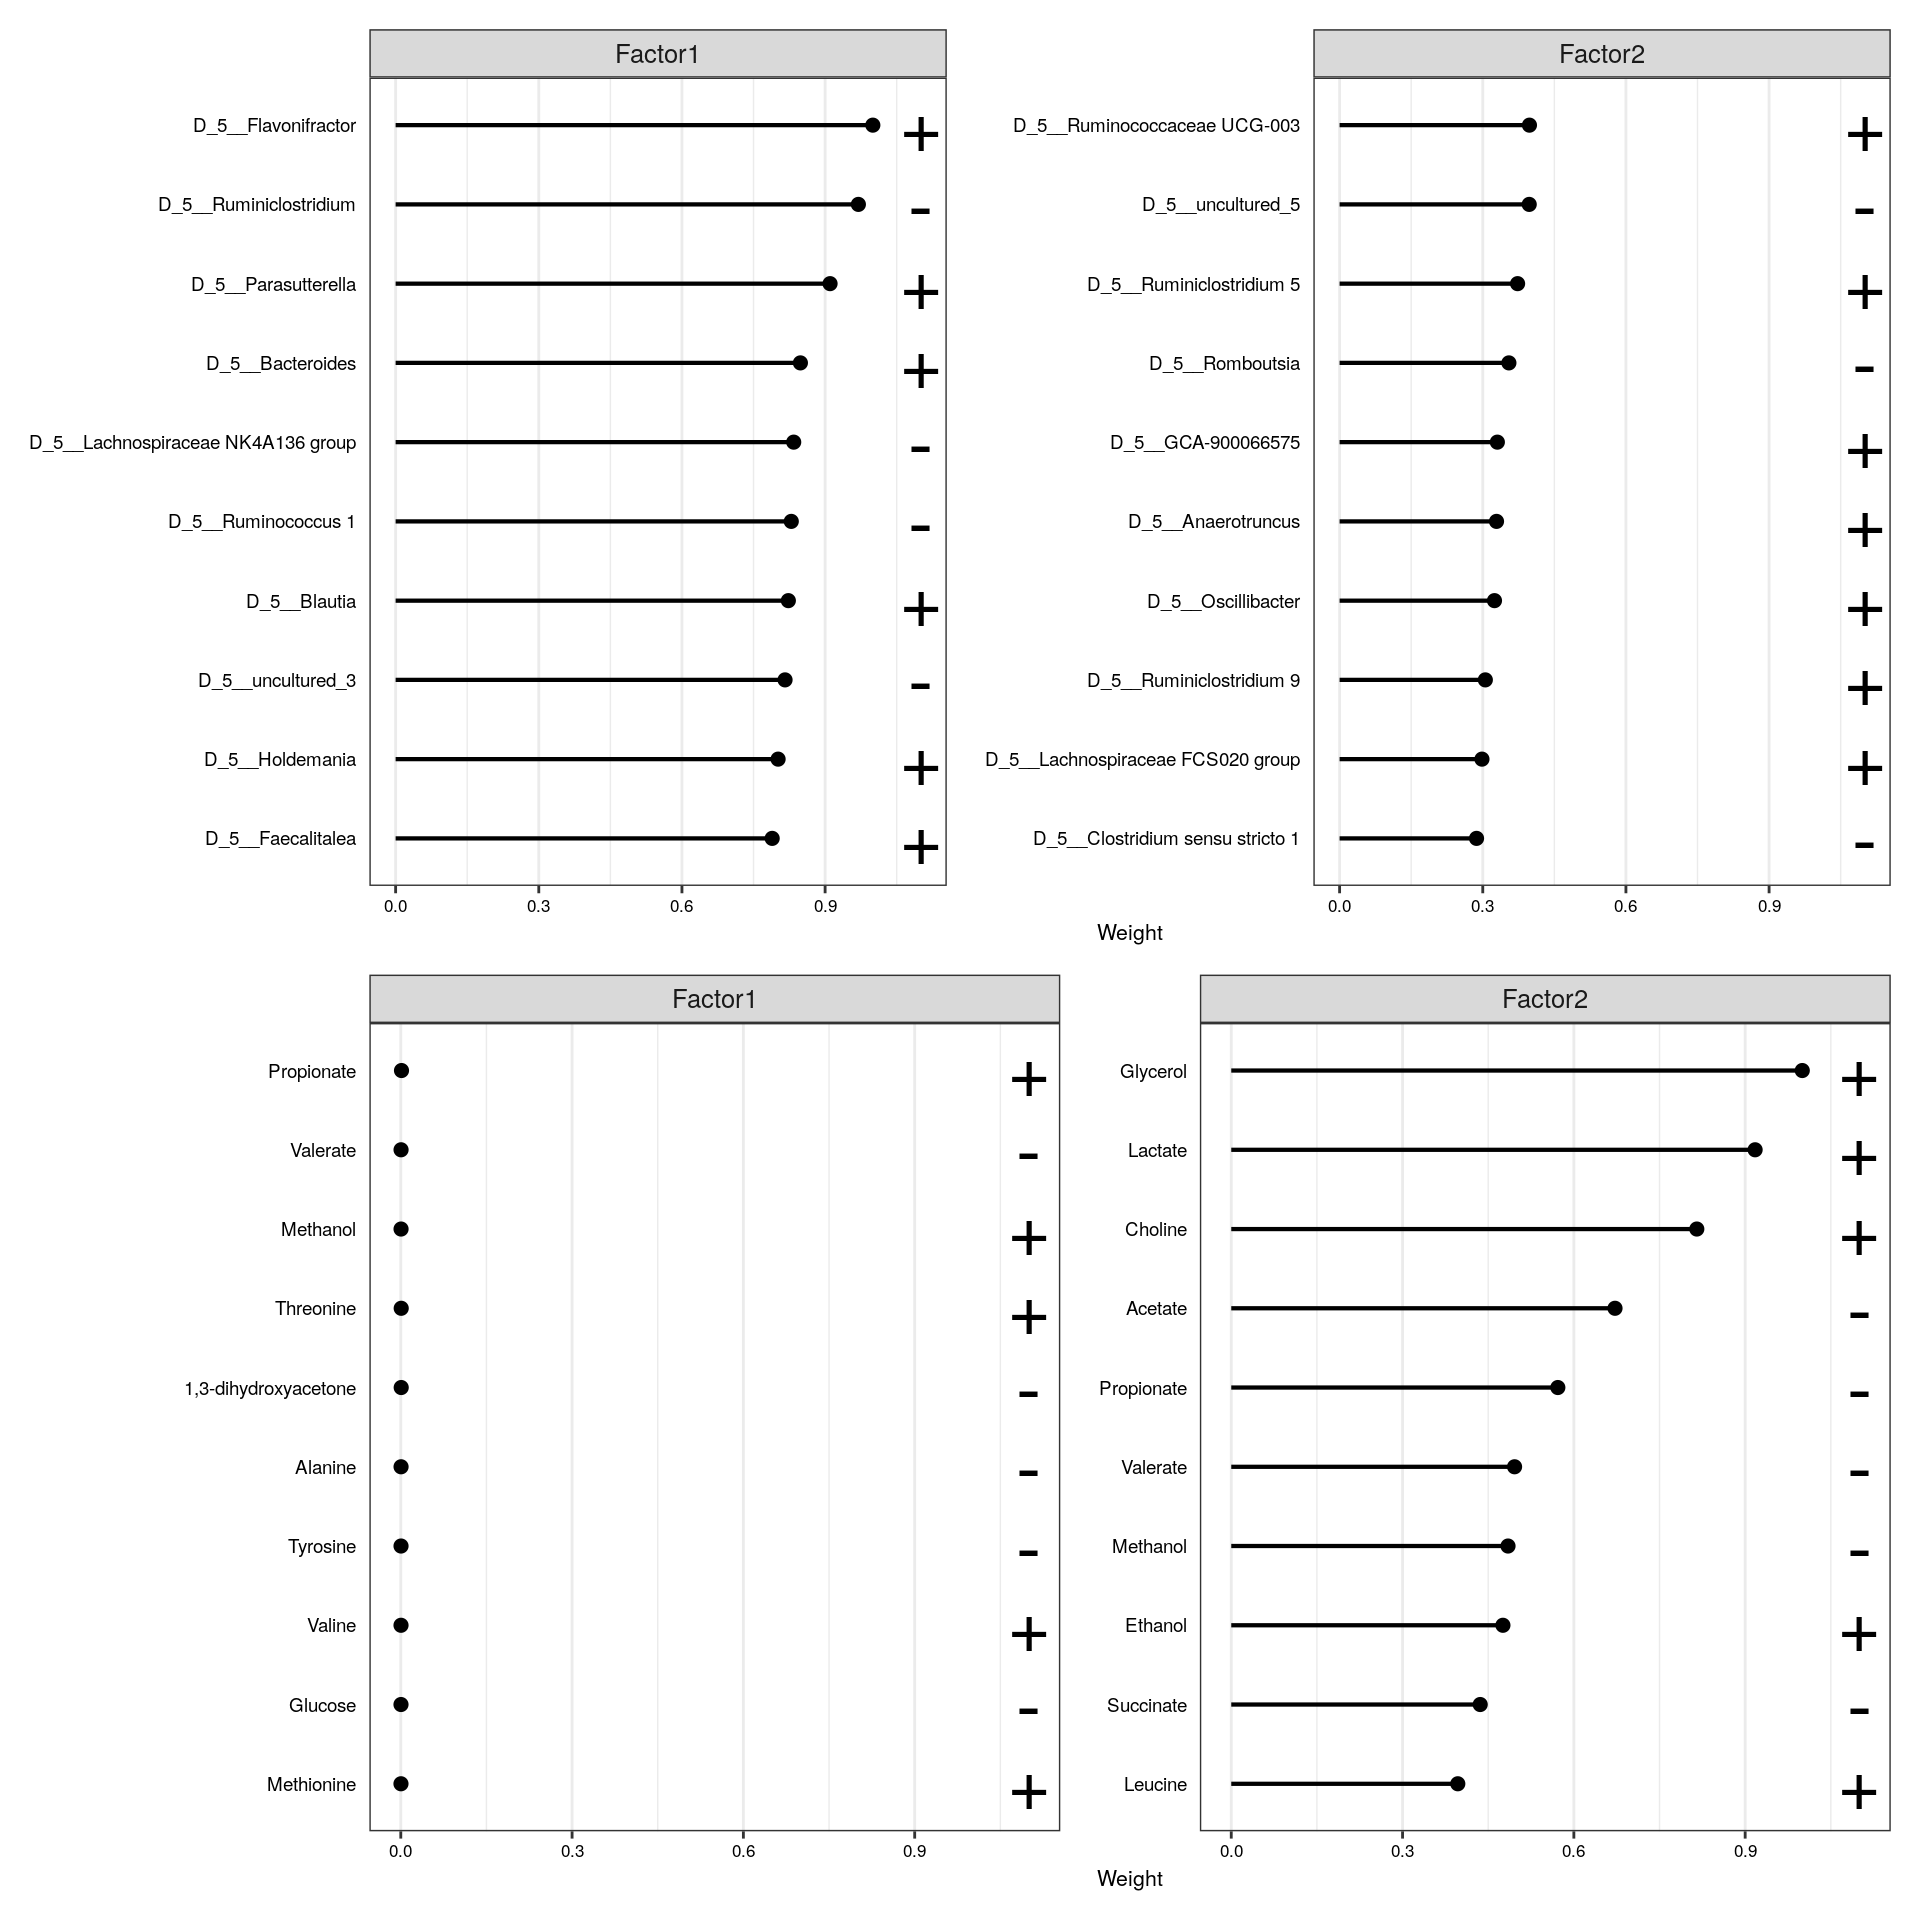 Factor1
D_5__Flavonifractor +
D_5__Ruminiclostridium -
D_5__Parasutterella +
D_5__Bacteroides +
D_5__Lachnospiraceae NK4A136 group -
D_5__Ruminococcus 1 -
D_5__Blautia +
D_5__uncultured_3 -
D_5__Holdemania +
D_5__Faecalitalea +
0.0 0.3 0.6 0.9
Factor2
D_5__Ruminococcaceae UCG-003 +
D_5__uncultured_5 -
D_5__Ruminiclostridium 5 +
D_5__Romboutsia -
D_5__GCA-900066575 +
D_5__Anaerotruncus +
D_5__Oscillibacter +
D_5__Ruminiclostridium 9 +
D_5__Lachnospiraceae FCS020 group +
D_5__Clostridium sensu stricto 1 -
0.0 0.3 0.6 0.9
Weight
Factor1
Propionate +
Valerate -
Methanol +
Threonine +
1,3-dihydroxyacetone -
Alanine -
Tyrosine -
Valine +
Glucose -
Methionine +
0.0 0.3 0.6 0.9
Factor2
Glycerol +
Lactate +
Choline +
Acetate -
Propionate -
Valerate -
Methanol -
Ethanol +
Succinate -
Leucine +
0.0 0.3 0.6 0.9
Weight